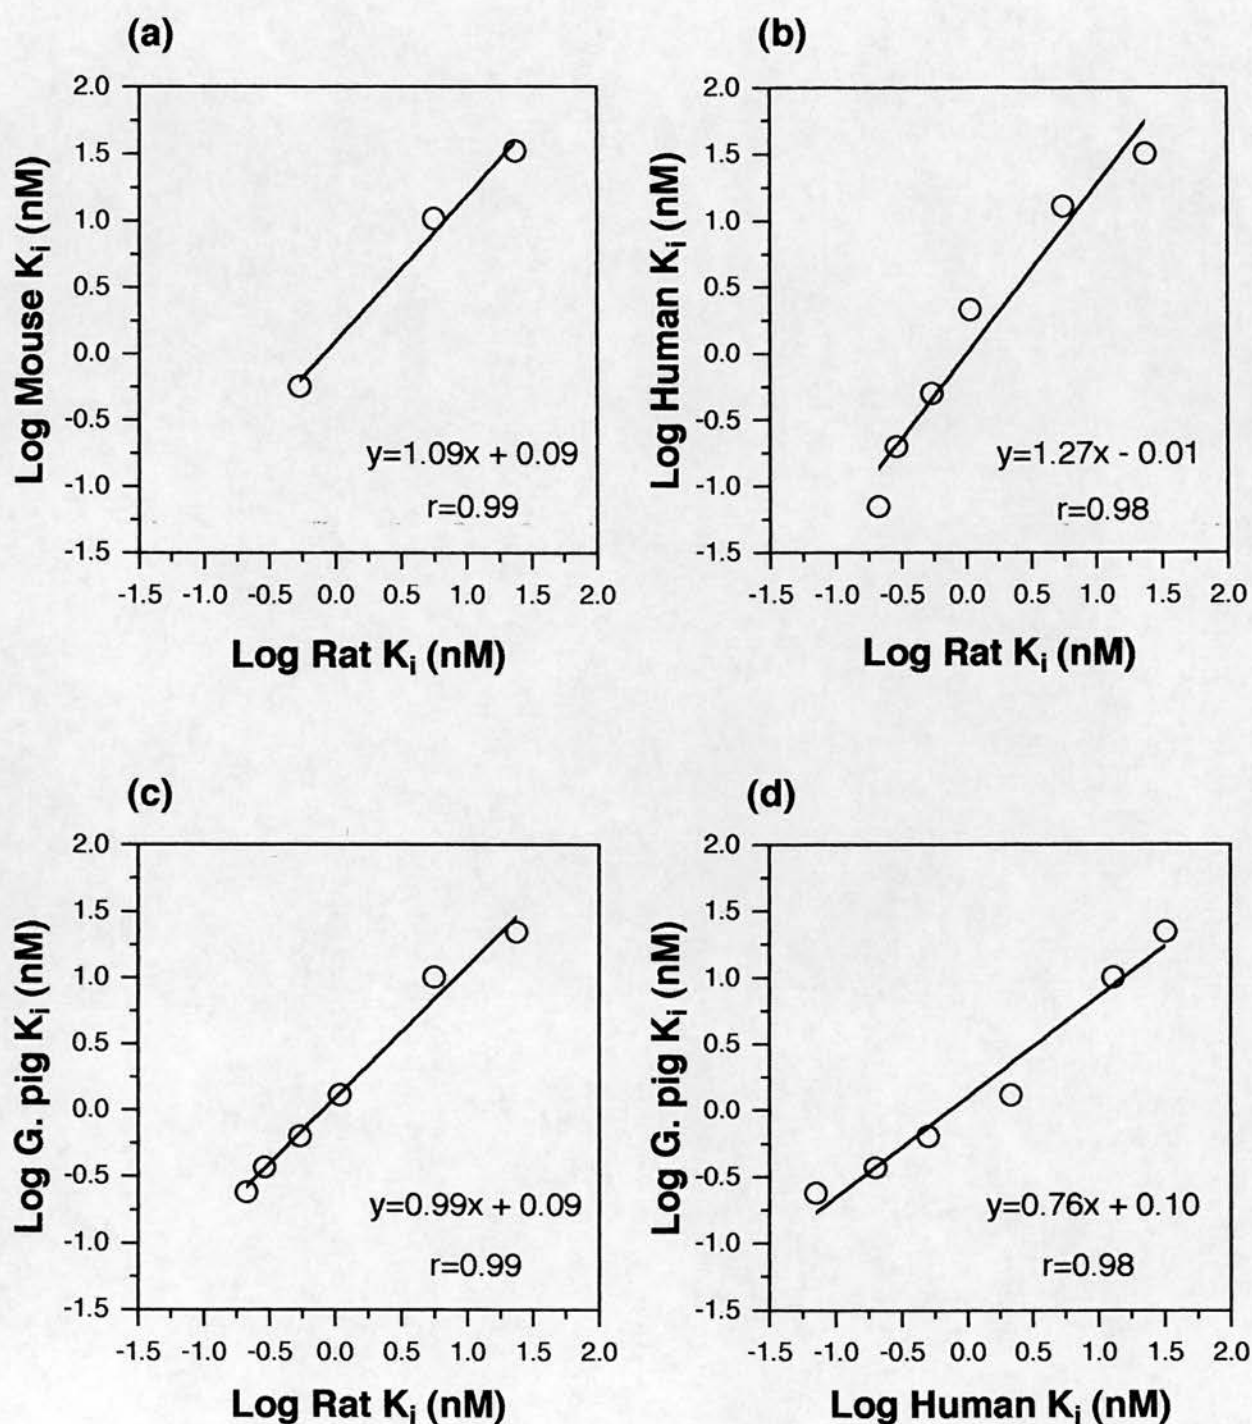 (a)
2.0
1.5
1.0
0.5
0.0
-0.5
-1.0
-1.5
Log Mouse Ki (nM)
y=1.09x + 0.09
r=0.99
-1.5 -1.0 -0.5 0.0 0.5 1.0 1.5 2.0
Log Rat Ki (nM)
(b)
2.0
1.5
1.0
0.5
0.0
-0.5
-1.0
-1.5
Log Human Ki (nM)
y=1.27x - 0.01
r=0.98
-1.5 -1.0 -0.5 0.0 0.5 1.0 1.5 2.0
Log Rat Ki (nM)
(c)
2.0
1.5
1.0
0.5
0.0
-0.5
-1.0
-1.5
Log G. pig Ki (nM)
y=0.99x + 0.09
r=0.99
-1.5 -1.0 -0.5 0.0 0.5 1.0 1.5 2.0
Log Rat Ki (nM)
(d)
2.0
1.5
1.0
0.5
0.0
-0.5
-1.0
-1.5
Log G. pig Ki (nM)
y=0.76x + 0.10
r=0.98
-1.5 -1.0 -0.5 0.0 0.5 1.0 1.5 2.0
Log Human Ki (nM)